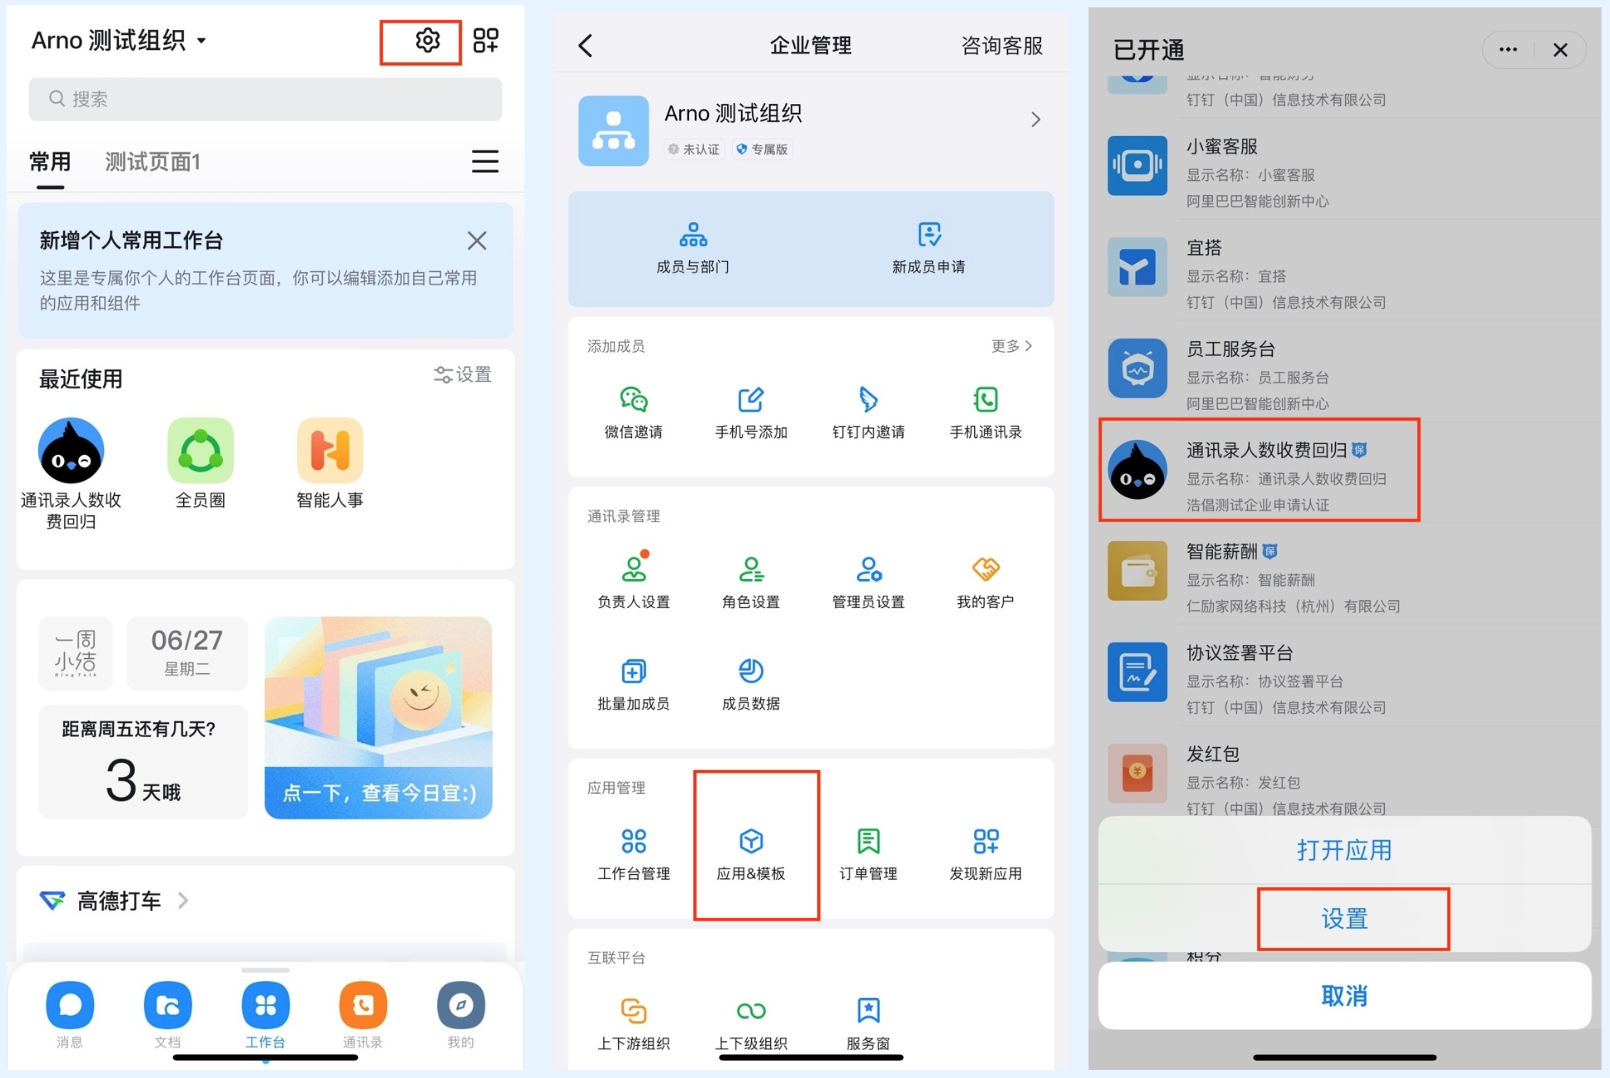 Arno 测试组织
搜索
常用
测试页面1
新增个人常用工作台
这里是专属你个人的工作台页面，你可以编辑添加自己常用
的应用和组件
最近使用
设置
通讯录人数收
费回归
全员圈
智能人事
一周
小结
06/27
星期二
距离周五还有几天?
3 天哦
点一下，查看今日宜:)
高德打车
消息
文档
工作台
通讯录
我的
企业管理
咨询客服
Arno 测试组织
未认证
专属版
成员与部门
新成员申请
添加成员
更多
微信邀请
手机号添加
钉钉内邀请
手机通讯录
通讯录管理
负责人设置
角色设置
管理员设置
我的客户
批量加成员
成员数据
应用管理
工作台管理
应用&模板
订单管理
发现新应用
互联平台
上下游组织
上下级组织
服务窗
已开通
显示名称：智能财务
钉钉（中国）信息技术有限公司
小蜜客服
显示名称：小蜜客服
阿里巴巴智能创新中心
宜搭
显示名称：宜搭
钉钉（中国）信息技术有限公司
员工服务台
显示名称：员工服务台
阿里巴巴智能创新中心
通讯录人数收费回归 保
显示名称：通讯录人数收费回归
浩倡测试企业申请认证
智能薪酬 保
显示名称：智能薪酬
仁励家网络科技（杭州）有限公司
协议签署平台
显示名称：协议签署平台
钉钉（中国）信息技术有限公司
发红包
显示名称：发红包
钉钉（中国）信息技术有限公司
打开应用
设置
积分
取消